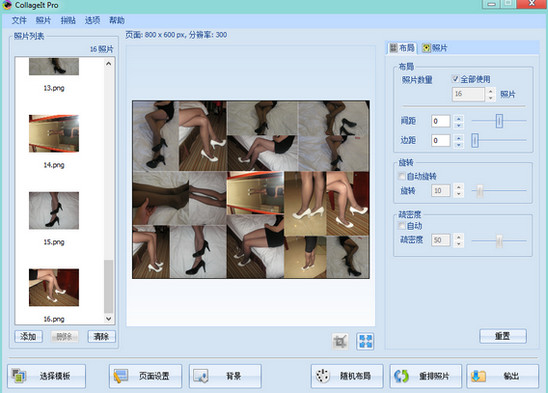 CollageIt Pro
文件 照片 拼贴 选项 帮助
照片列表
16 照片
13.png
14.png
15.png
16.png
添加 删除 清除
页面: 800 x 600 px, 分辨率: 300
布局 照片
布局
照片数量 全部使用
16 照片
间距 0
边距 0
旋转
自动旋转
旋转 10
疏密度
自动
疏密度 50
重置
选择模板 页面设置 背景 随机布局 重排照片 输出